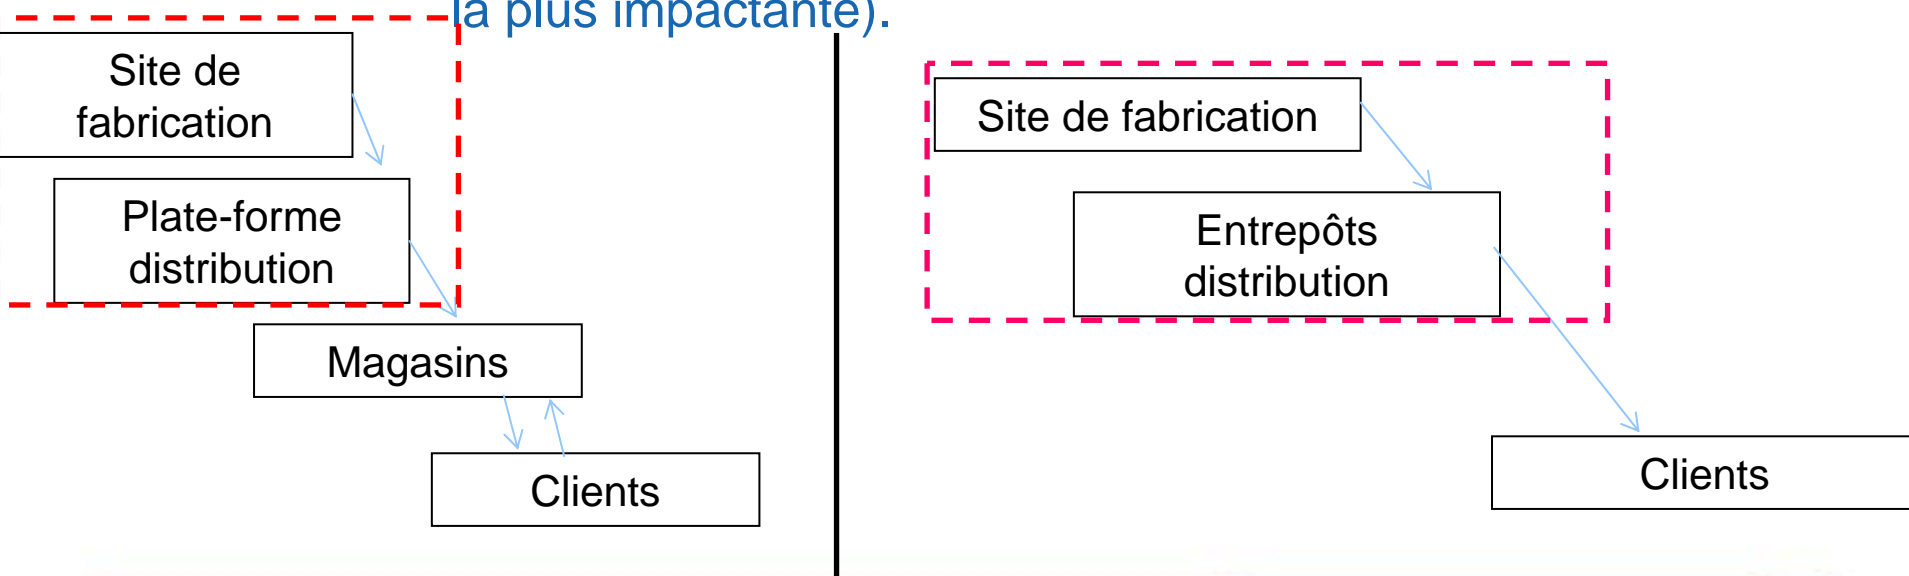 la plus impactante).
Site de
fabrication
Plate-forme
distribution
Magasins
Clients
Site de fabrication
Entrepôts
distribution
Clients